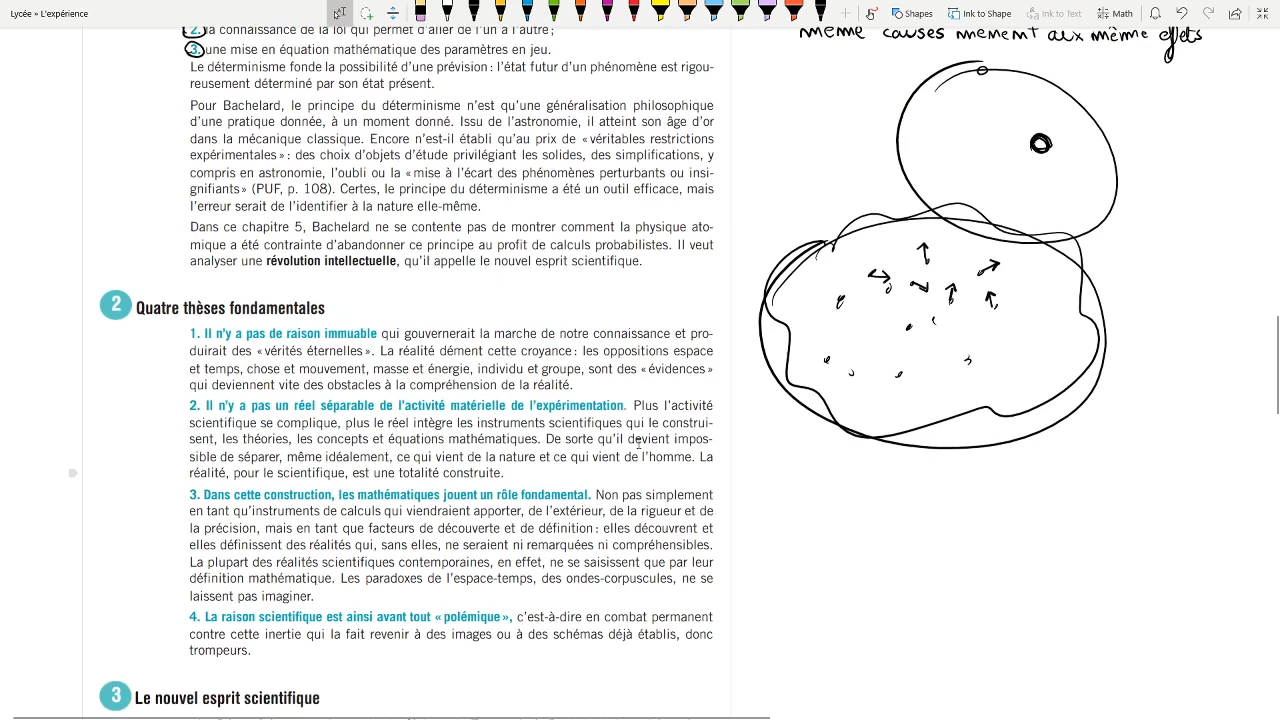 Lycée » L'expérience
Shapes
Ink to Shape
Ink to Text
Math
2. la connaissance de la loi qui permet d'aller de l'un à l'autre ;
3. une mise en équation mathématique des paramètres en jeu.
Le déterminisme fonde la possibilité d'une prévision : l'état futur d'un phénomène est rigou-
reusement déterminé par son état présent.
Pour Bachelard, le principe du déterminisme n'est qu'une généralisation philosophique
d'une pratique donnée, à un moment donné. Issu de l'astronomie, il atteint son âge d'or
dans la mécanique classique. Encore n'est-il établi qu'au prix de « véritables restrictions
expérimentales » : des choix d'objets d'étude privilégiant les solides, des simplifications, y
compris en astronomie, l'oubli ou la « mise à l'écart des phénomènes perturbants ou insi-
gnifiants » (PUF, p. 108). Certes, le principe du déterminisme a été un outil efficace, mais
l'erreur serait de l'identifier à la nature elle-même.
Dans ce chapitre 5, Bachelard ne se contente pas de montrer comment la physique ato-
mique a été contrainte d'abandonner ce principe au profit de calculs probabilistes. Il veut
analyser une révolution intellectuelle, qu'il appelle le nouvel esprit scientifique.
2 Quatre thèses fondamentales
1. Il n'y a pas de raison immuable qui gouvernerait la marche de notre connaissance et pro-
duirait des « vérités éternelles ». La réalité dément cette croyance : les oppositions espace
et temps, chose et mouvement, masse et énergie, individu et groupe, sont des « évidences »
qui deviennent vite des obstacles à la compréhension de la réalité.
2. Il n'y a pas un réel séparable de l'activité matérielle de l'expérimentation. Plus l'activité
scientifique se complique, plus le réel intègre les instruments scientifiques qui le construi-
sent, les théories, les concepts et équations mathématiques. De sorte qu'il devient impos-
sible de séparer, même idéalement, ce qui vient de la nature et ce qui vient de l'homme. La
réalité, pour le scientifique, est une totalité construite.
3. Dans cette construction, les mathématiques jouent un rôle fondamental. Non pas simplement
en tant qu'instruments de calculs qui viendraient apporter, de l'extérieur, de la rigueur et de
la précision, mais en tant que facteurs de découverte et de définition : elles découvrent et
elles définissent des réalités qui, sans elles, ne seraient ni remarquées ni compréhensibles.
La plupart des réalités scientifiques contemporaines, en effet, ne se saisissent que par leur
définition mathématique. Les paradoxes de l'espace-temps, des ondes-corpuscules, ne se
laissent pas imaginer.
4. La raison scientifique est ainsi avant tout « polémique », c'est-à-dire en combat permanent
contre cette inertie qui la fait revenir à des images ou à des schémas déjà établis, donc
trompeurs.
3 Le nouvel esprit scientifique
même causes mènent aux même effets